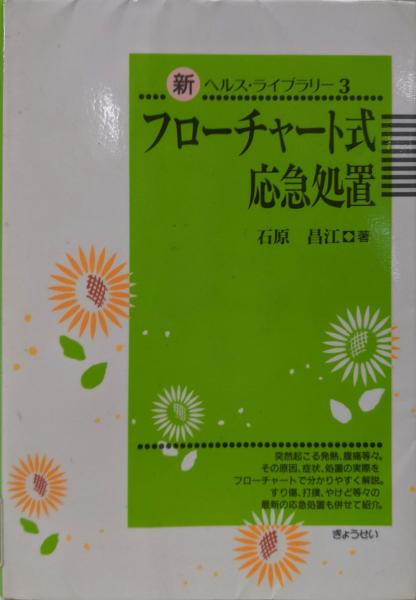 新 ヘルス・ライブラリー3
フローチャート式
応急処置
石原 昌江✚著
突然起こる発熱、腹痛等々。
その原因、症状、処置の実際を
フローチャートで分かりやすく解説。
すり傷、打撲、やけど等々の
最新の応急処置も併せて紹介。
ぎょうせい